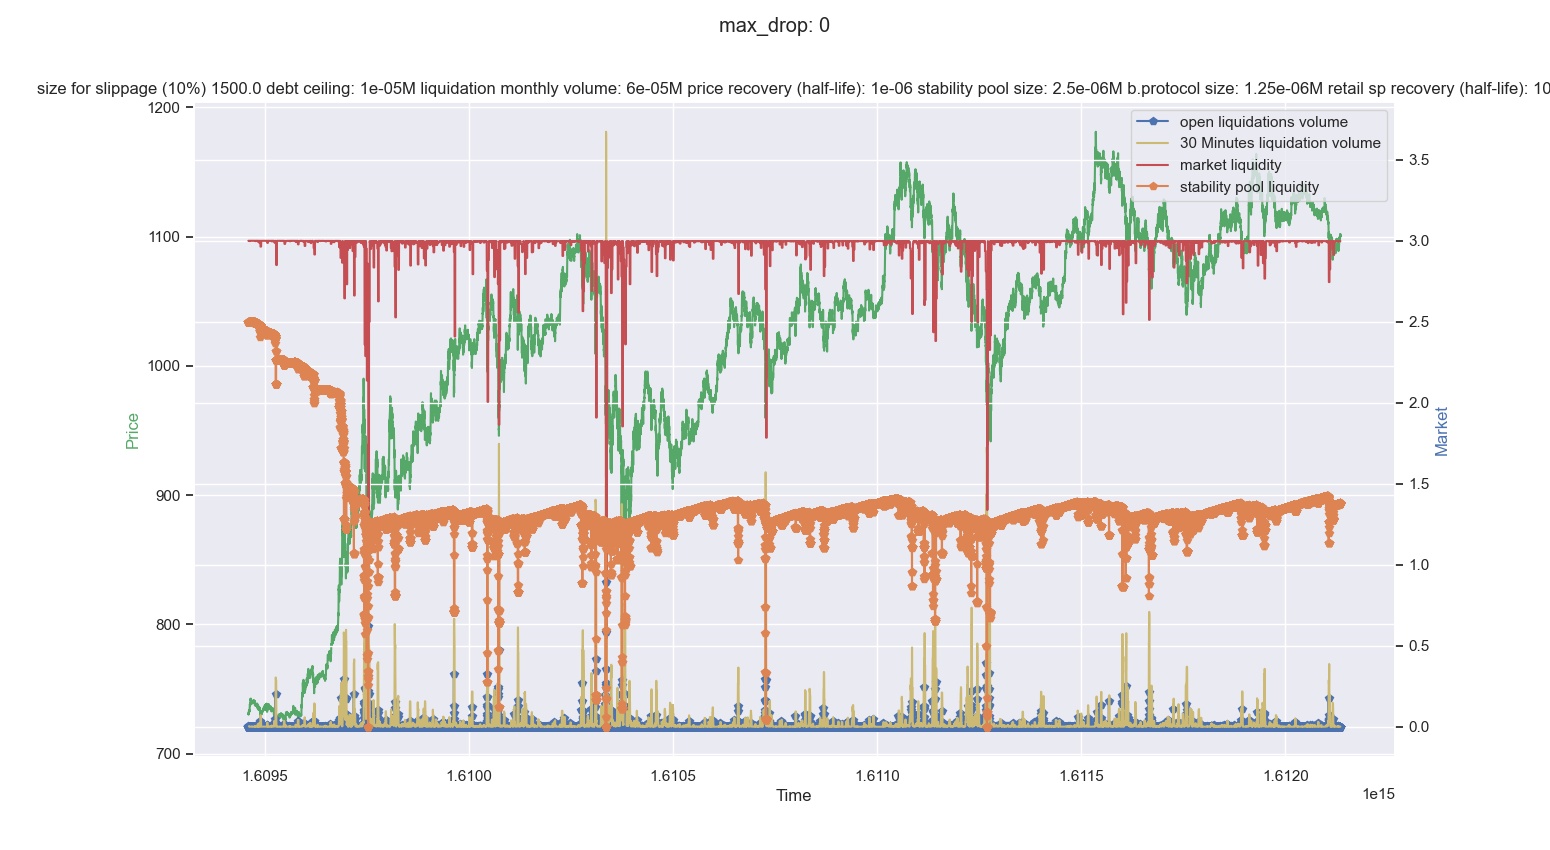 max_drop: 0
size for slippage (10%) 1500.0 debt ceiling: 1e-05M liquidation monthly volume: 6e-05M price recovery (half-life): 1e-06 stability pool size: 2.5e-06M b.protocol size: 1.25e-06M retail sp recovery (half-life): 10
1200
1100
1000
900
800
700
Price
open liquidations volume
30 Minutes liquidation volume
market liquidity
stability pool liquidity
3.5
3.0
2.5
2.0
1.5
1.0
0.5
0.0
Market
1.6095
1.6100
1.6105
1.6110
1.6115
1.6120
Time
1e15